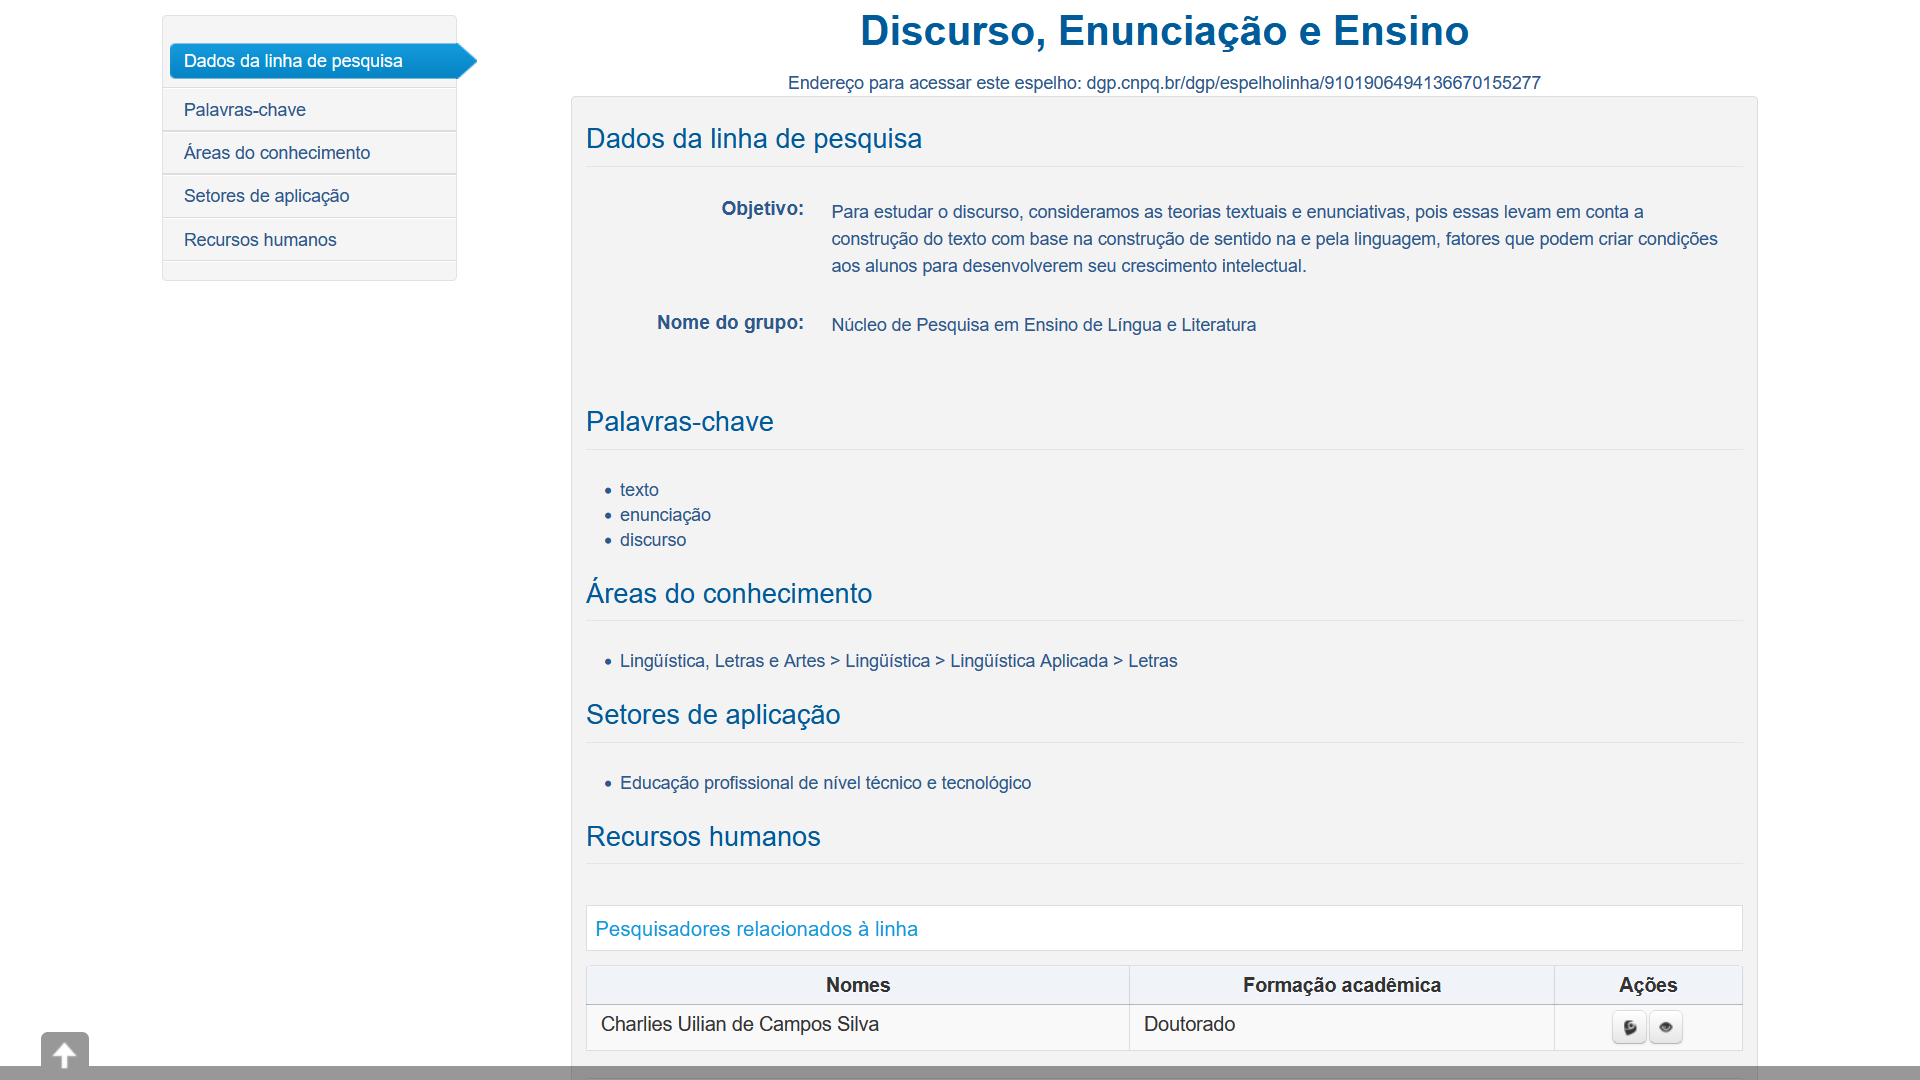 Dados da linha de pesquisa
Palavras-chave
Áreas do conhecimento
Setores de aplicação
Recursos humanos
Discurso, Enunciação e Ensino
Endereço para acessar este espelho: dgp.cnpq.br/dgp/espelholinha/9101906494136670155277
Dados da linha de pesquisa
Objetivo:
Para estudar o discurso, consideramos as teorias textuais e enunciativas, pois essas levam em conta a
construção do texto com base na construção de sentido na e pela linguagem, fatores que podem criar condições
aos alunos para desenvolverem seu crescimento intelectual.
Nome do grupo:
Núcleo de Pesquisa em Ensino de Língua e Literatura
Palavras-chave
texto
enunciação
discurso
Áreas do conhecimento
Lingüística, Letras e Artes > Lingüística > Lingüística Aplicada > Letras
Setores de aplicação
Educação profissional de nível técnico e tecnológico
Recursos humanos
Pesquisadores relacionados à linha
Nomes Formação acadêmica Ações
Charlies Uilian de Campos Silva Doutorado